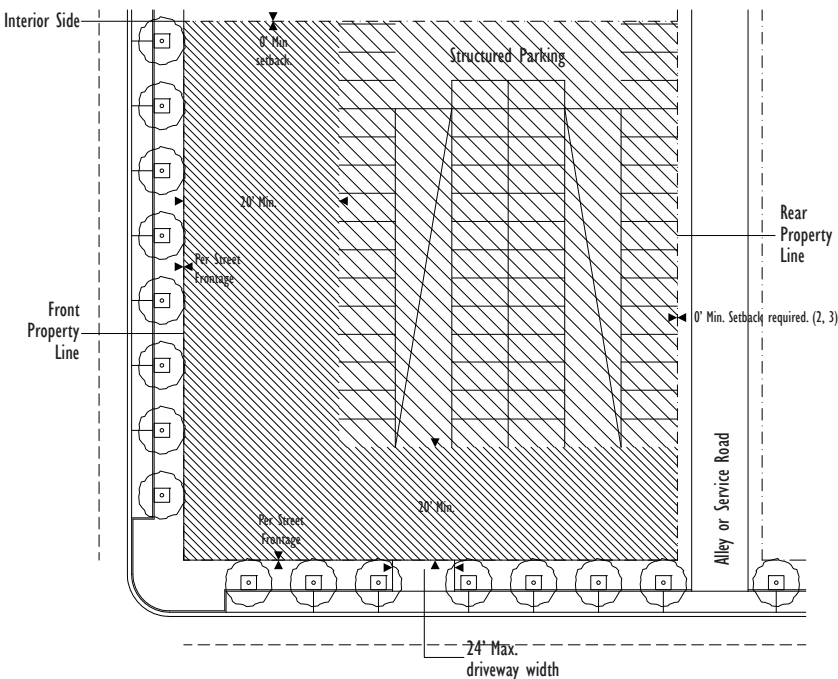 Interior Side
0' Min
setback.
Structured Parking
20' Min.
Rear
Property
Line
Per Street
Frontage
Front
Property
Line
0' Min. Setback required. (2, 3)
Alley or Service Road
20' Min.
Per Street
Frontage
24' Max.
driveway width